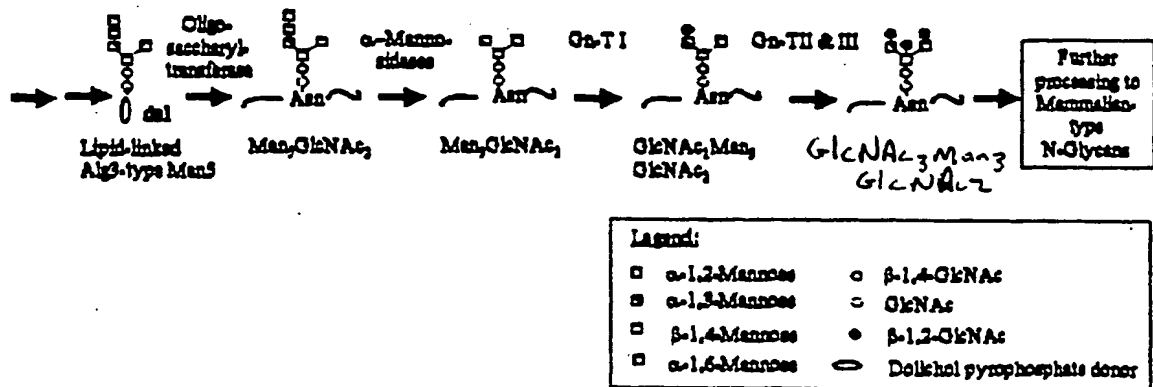 Oligo-
saccharyl-
transferase
α-Manno-
sidases
Gn-T I
Gn-TII & III
Further
processing to
Mammalian-
type
N-Glycans
dol
Asn
Asn
Asn
Asn
Lipid-linked
Alg3-type Man5
Man₅GlcNAc₂
Man₃GlcNAc₂
GlcNAc₁Man₃
GlcNAc₂
GlcNAc₃Man₃
GlcNAc₂
Legend:
α-1,2-Mannose
β-1,4-GlcNAc
α-1,3-Mannose
GlcNAc
β-1,4-Mannose
β-1,2-GlcNAc
α-1,6-Mannose
Dolichol pyrophosphate donor